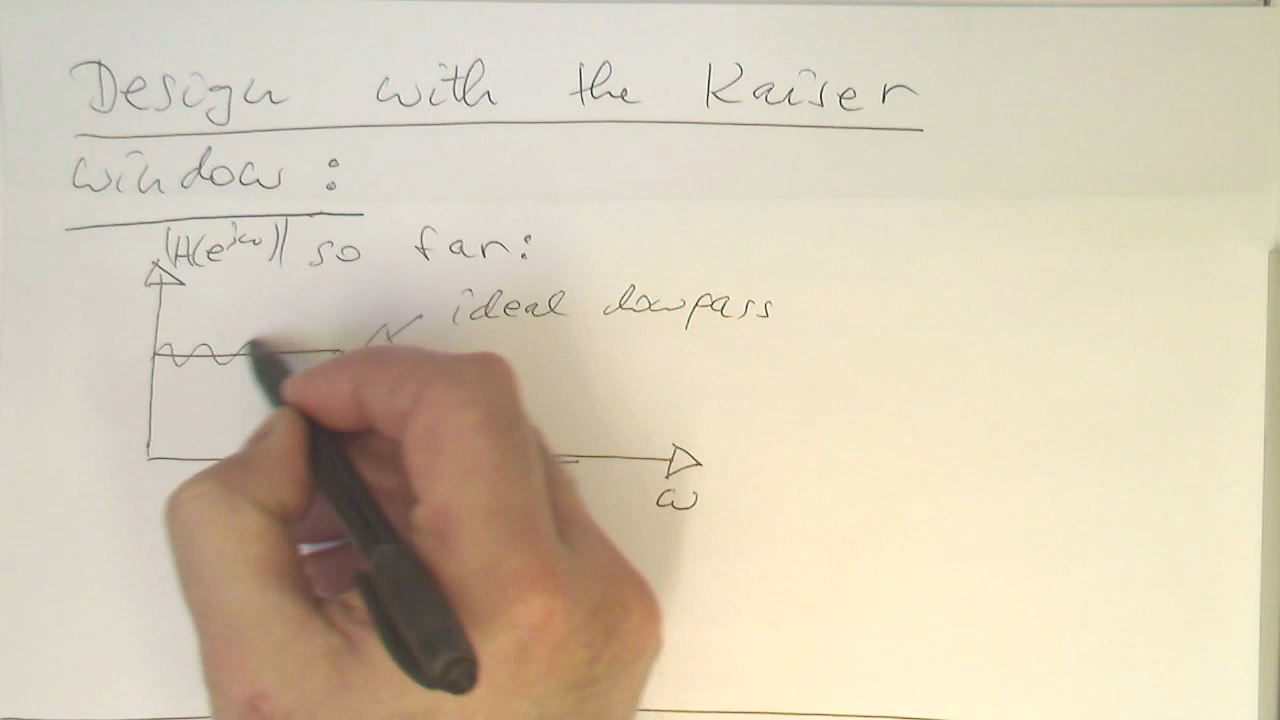 Design with the Kaiser
window:
|H(e^jω)| so far:
ideal lowpass
ω